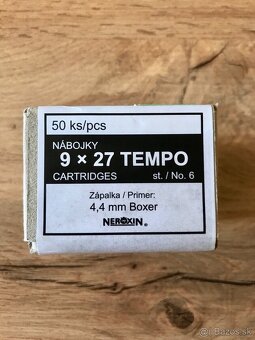 50 ks/pcs
NÁBOJKY
9 × 27 TEMPO
CARTRIDGES st. / No. 6
Zápalka / Primer:
4,4 mm Boxer
NEROXIN ®
©Bazos.sk